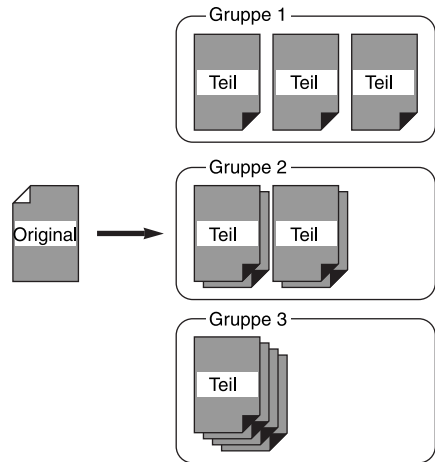 Gruppe 1
Teil Teil Teil
Gruppe 2
Original
Teil Teil
Gruppe 3
Teil